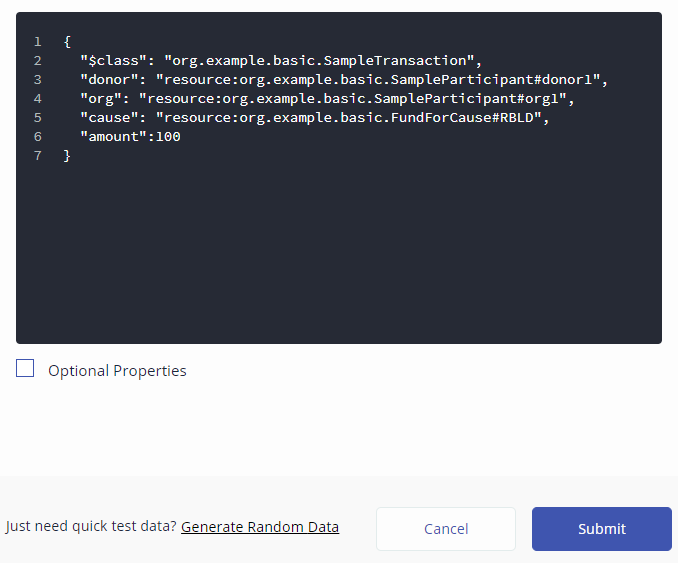 1 {
2 "$class": "org.example.basic.SampleTransaction",
3 "donor": "resource:org.example.basic.SampleParticipant#donor1",
4 "org": "resource:org.example.basic.SampleParticipant#org1",
5 "cause": "resource:org.example.basic.FundForCause#RBLD",
6 "amount":100
7 }
Optional Properties
Just need quick test data? Generate Random Data Cancel Submit